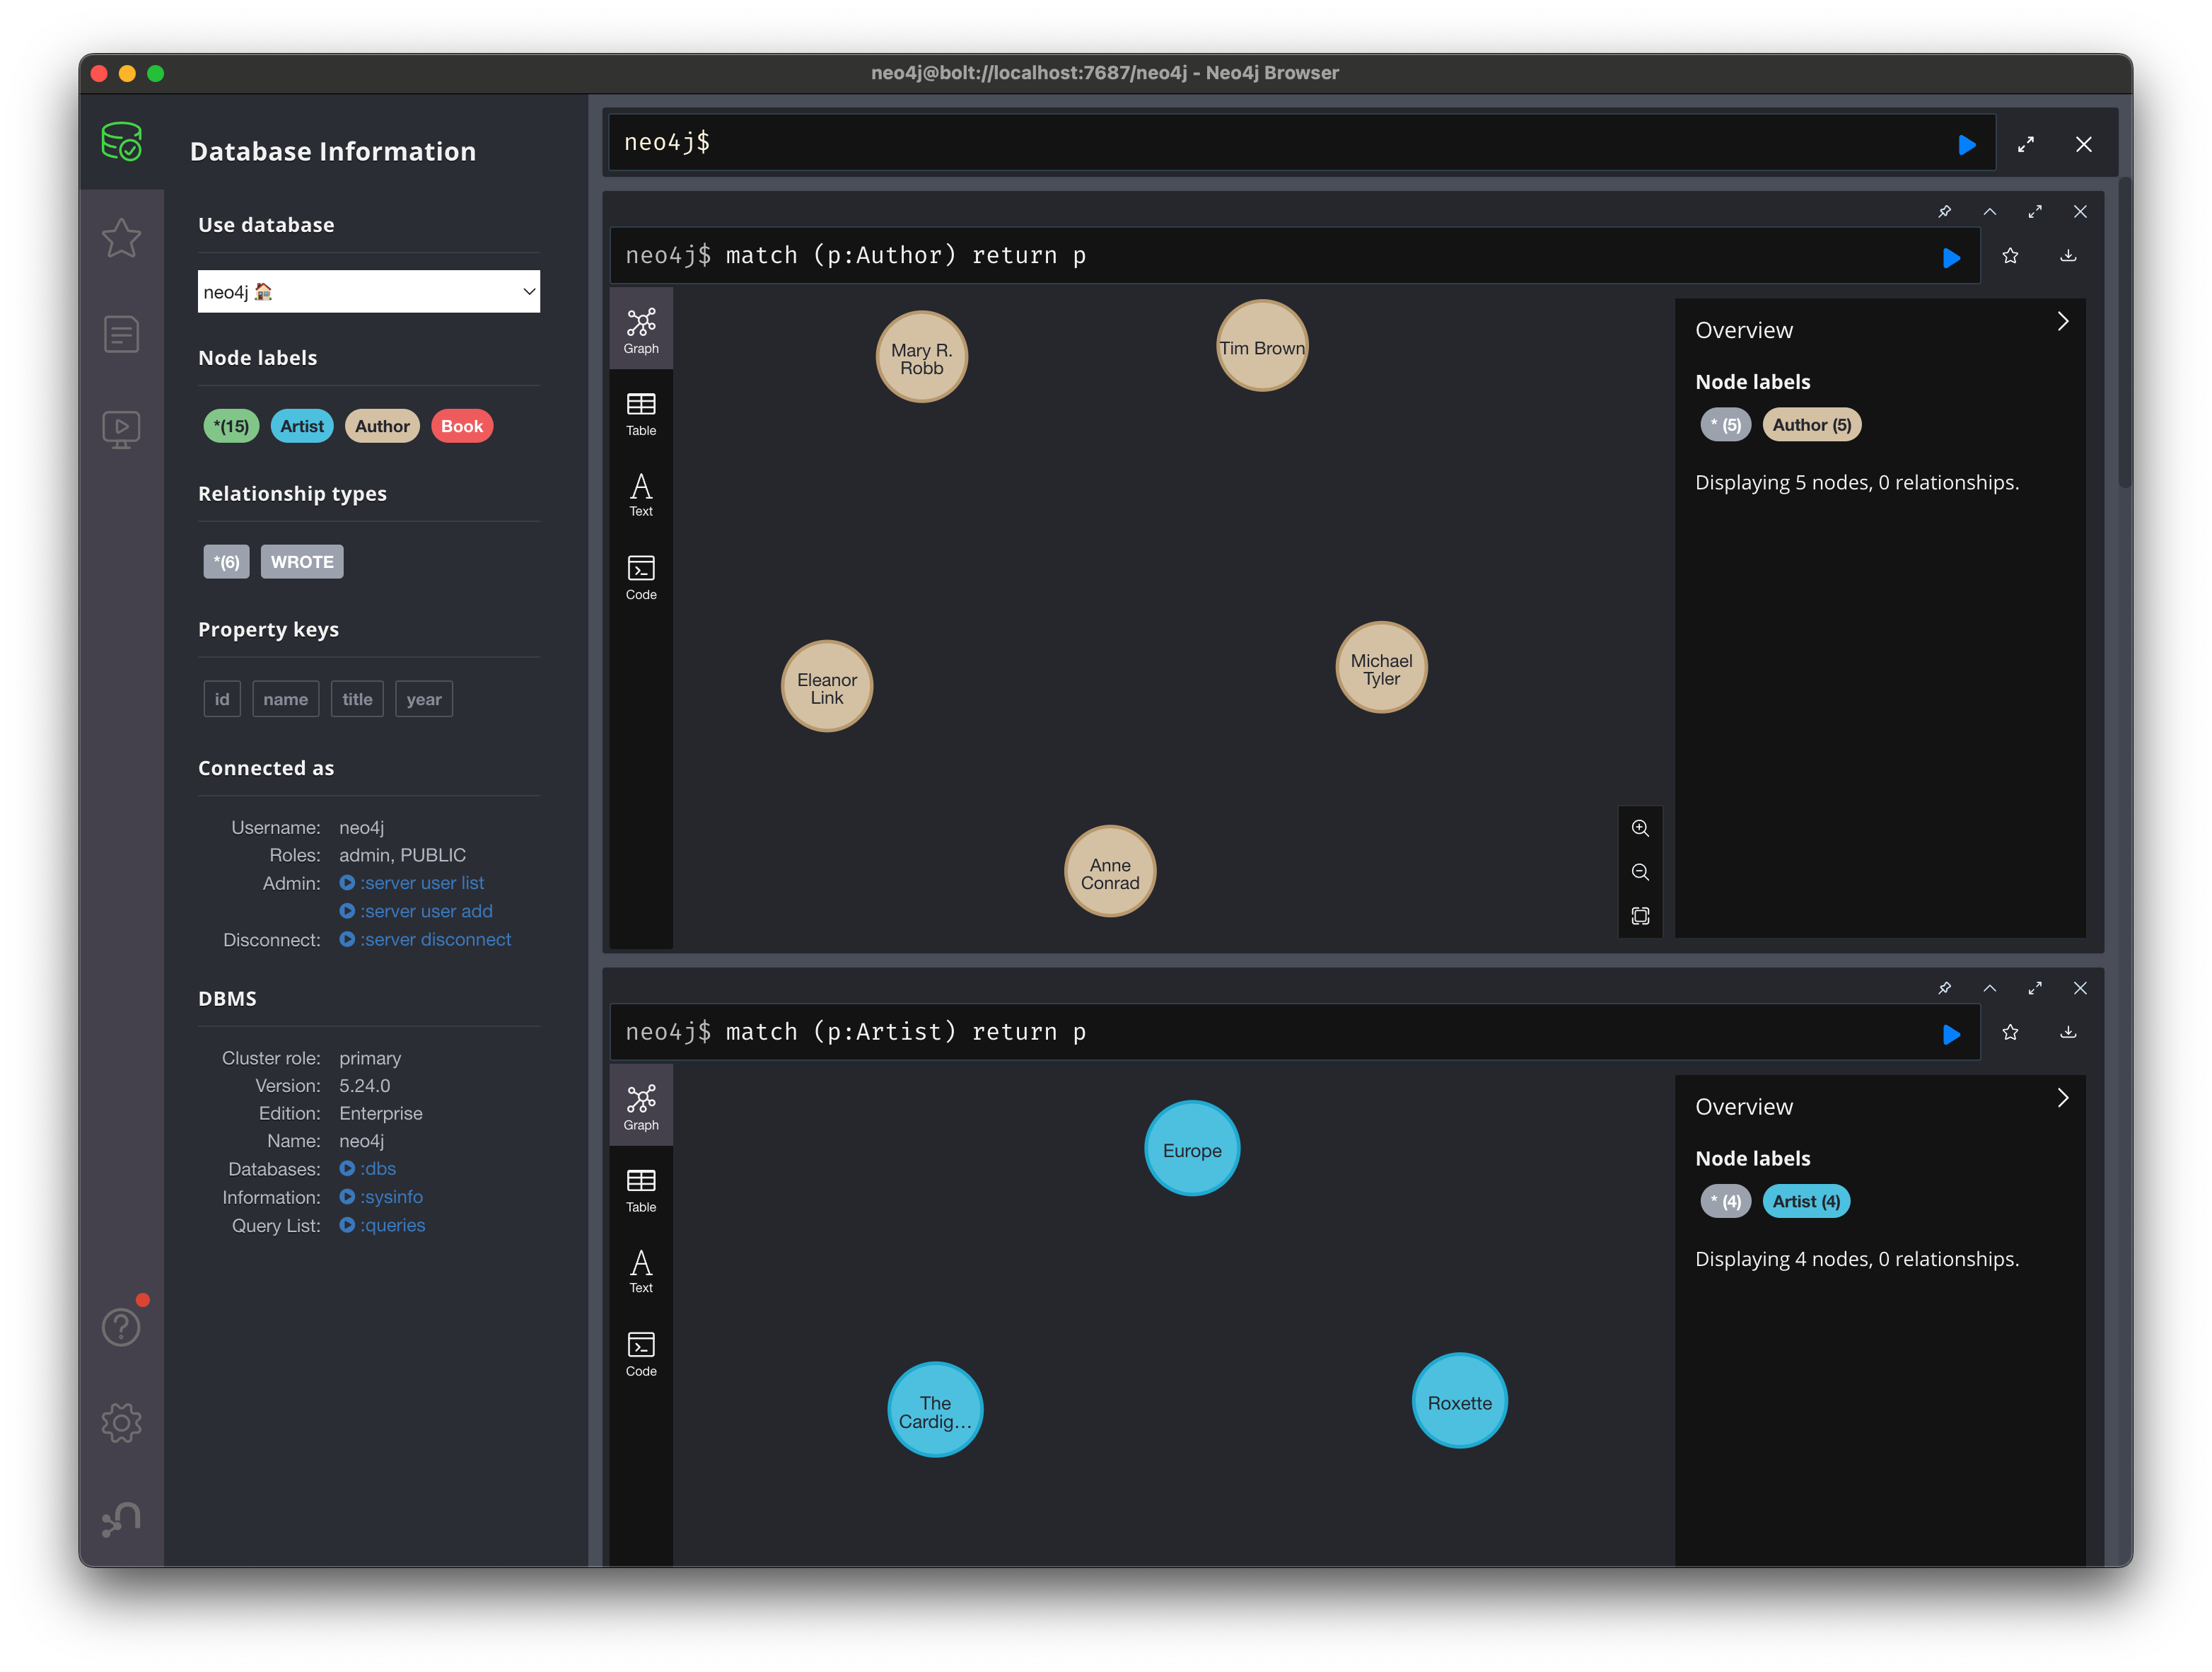 neo4j@bolt://localhost:7687/neo4j - Neo4j Browser
Database Information
Use database
neo4j
Node labels
*(15) Artist Author Book
Relationship types
*(6) WROTE
Property keys
id name title year
Connected as
Username: neo4j
Roles: admin, PUBLIC
Admin: :server user list
:server user add
Disconnect: :server disconnect
DBMS
Cluster role: primary
Version: 5.24.0
Edition: Enterprise
Name: neo4j
Databases: :dbs
Information: :sysinfo
Query List: :queries
neo4j$
neo4j$ match (p:Author) return p
Graph
Table
Text
Code
Mary R.
Robb
Tim Brown
Eleanor
Link
Michael
Tyler
Anne
Conrad
Overview
Node labels
* (5) Author (5)
Displaying 5 nodes, 0 relationships.
neo4j$ match (p:Artist) return p
Graph
Table
Text
Code
Europe
The
Cardig...
Roxette
Overview
Node labels
* (4) Artist (4)
Displaying 4 nodes, 0 relationships.